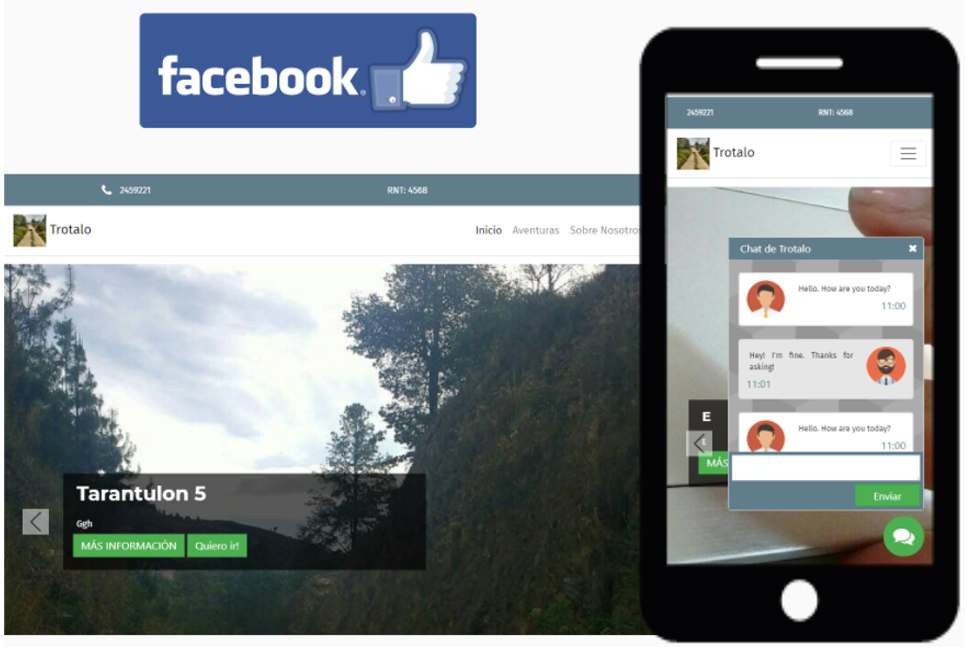 facebook®
2459221
RNT: 4568
Trotalo
Inicio Aventuras Sobre Nosotros
Tarantulon 5
Ggh
MÁS INFORMACIÓN Quiero ir!
2459221
RNT: 4568
Trotalo
Chat de Trotalo
Hello. How are you today?
11:00
Hey! I'm fine. Thanks for
asking!
11:01
Hello. How are you today?
11:00
E
E
MÁS
Enviar